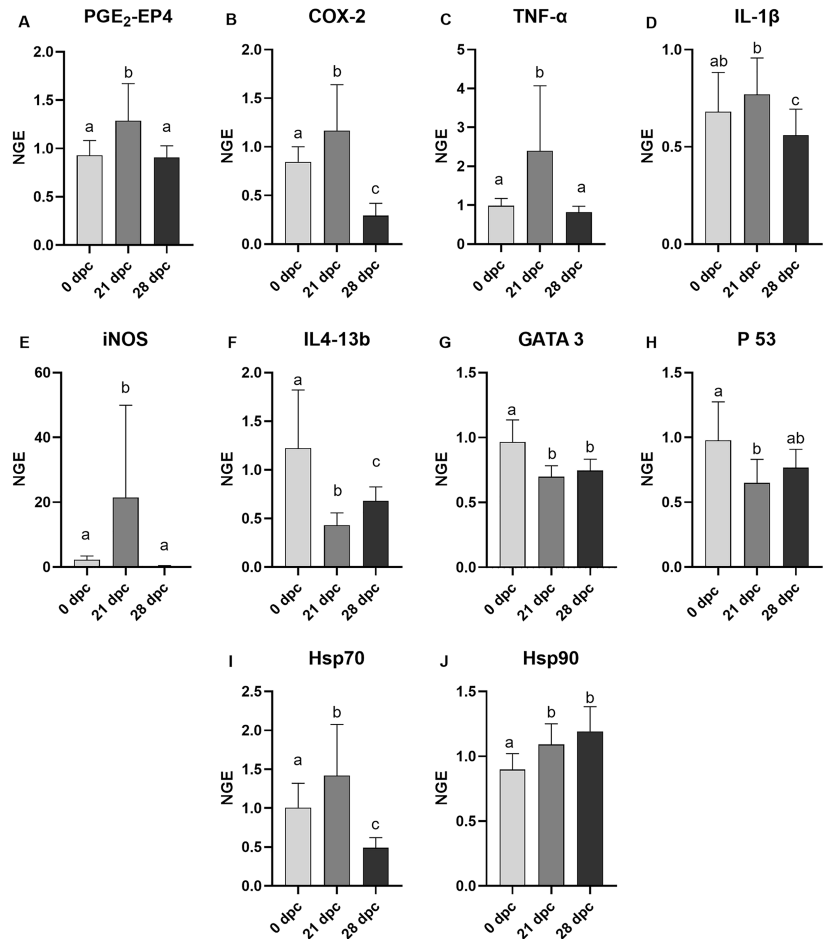 A PGE₂-EP4
NGE
2.0
1.5
1.0
0.5
0.0
a b a
0 dpc 21 dpc 28 dpc
B COX-2
NGE
2.0
1.5
1.0
0.5
0.0
a b c
0 dpc 21 dpc 28 dpc
C TNF-α
NGE
5
4
3
2
1
0
a b a
0 dpc 21 dpc 28 dpc
D IL-1β
NGE
1.0
0.5
0.0
ab b c
0 dpc 21 dpc 28 dpc
E iNOS
NGE
60
40
20
0
a b a
0 dpc 21 dpc 28 dpc
F IL4-13b
NGE
2.0
1.5
1.0
0.5
0.0
a b c
0 dpc 21 dpc 28 dpc
G GATA 3
NGE
1.5
1.0
0.5
0.0
a b b
0 dpc 21 dpc 28 dpc
H P 53
NGE
1.5
1.0
0.5
0.0
a b ab
0 dpc 21 dpc 28 dpc
I Hsp70
NGE
2.5
2.0
1.5
1.0
0.5
0.0
a b c
0 dpc 21 dpc 28 dpc
J Hsp90
NGE
1.5
1.0
0.5
0.0
a b b
0 dpc 21 dpc 28 dpc